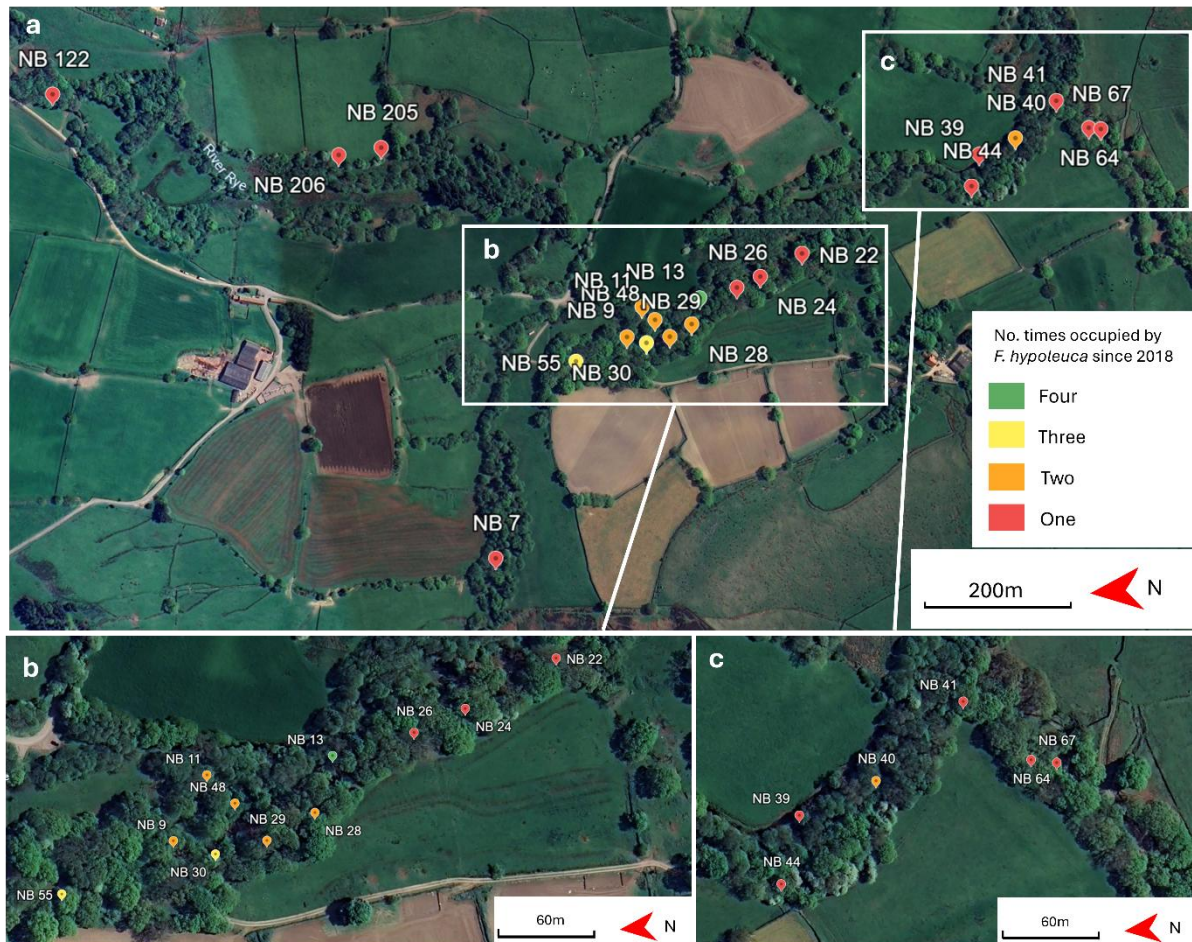 a
NB 122
NB 205
River Rye
NB 206
c
NB 41
NB 40
NB 67
NB 39
NB 44
NB 64
b
NB 26
NB 22
NB 13
NB 11
NB 48
NB 29
NB 9
NB 24
NB 28
NB 55
NB 30
NB 7
No. times occupied by
F. hypoleuca since 2018
Four
Three
Two
One
200m
N
b
NB 22
NB 24
NB 26
NB 13
NB 11
NB 48
NB 29
NB 28
NB 9
NB 30
NB 55
60m
N
c
NB 41
NB 67
NB 64
NB 40
NB 39
NB 44
60m
N